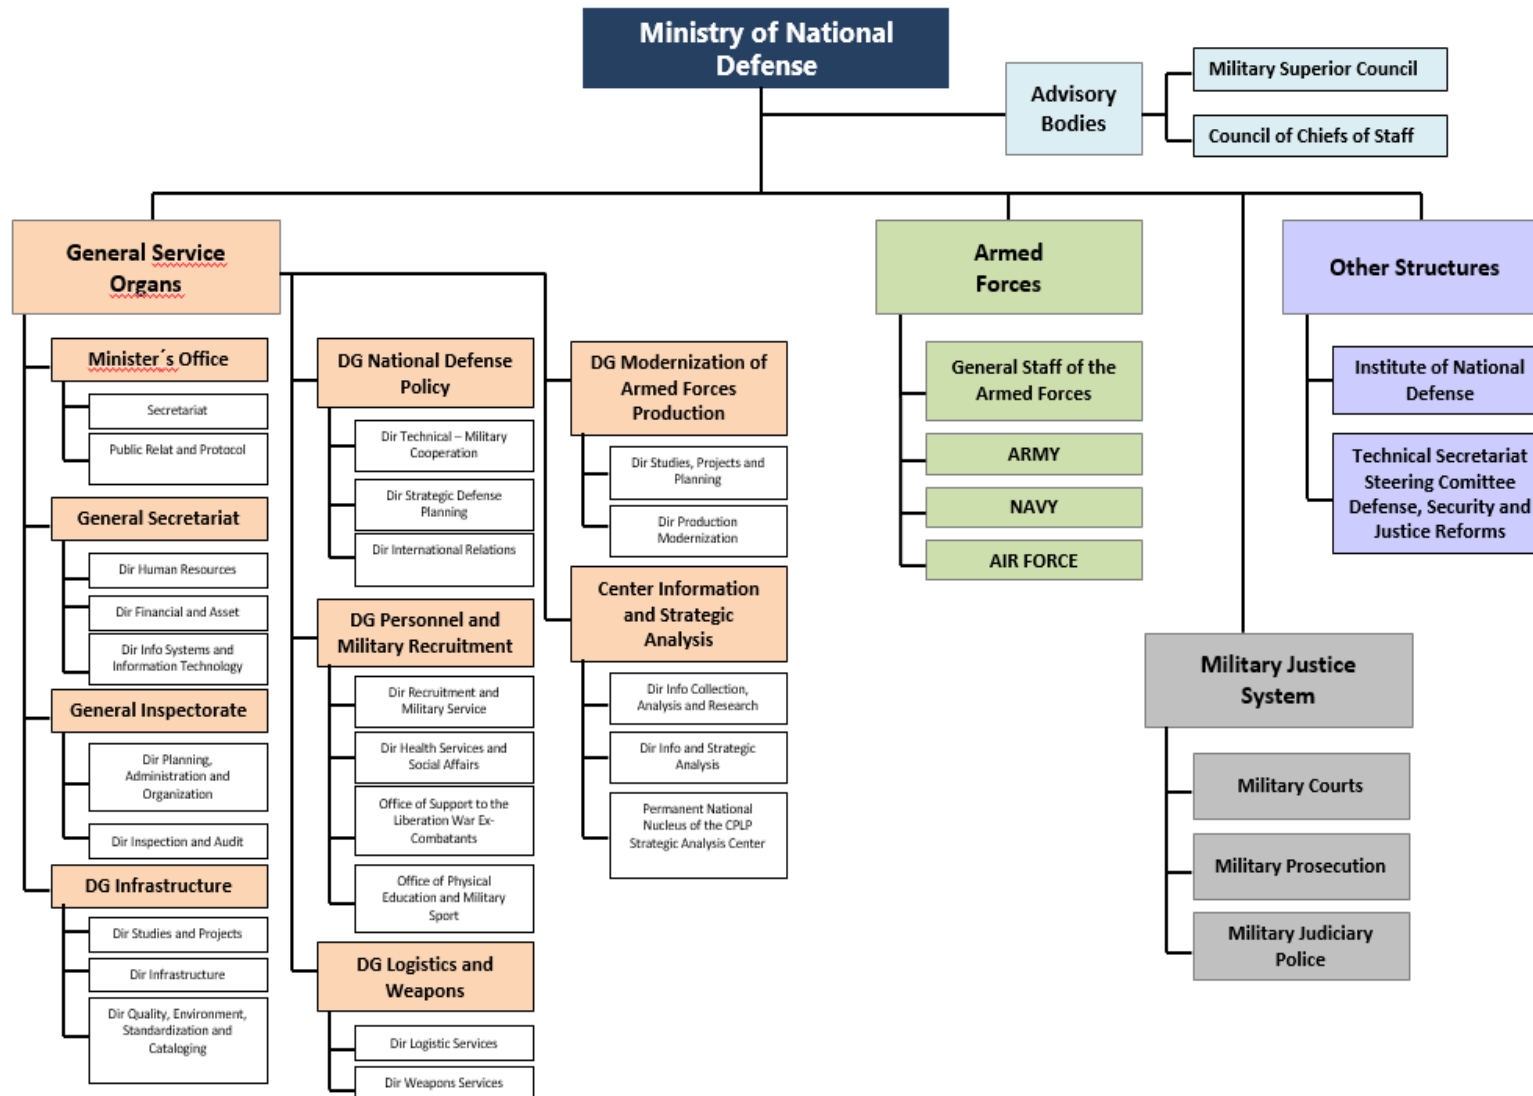 Ministry of National
Defense
Advisory
Bodies
Military Superior Council
Council of Chiefs of Staff
General Service
Organs
Minister´s Office
Secretariat
Public Relat and Protocol
General Secretariat
Dir Human Resources
Dir Financial and Asset
Dir Info Systems and
Information Technology
General Inspectorate
Dir Planning,
Administration and
Organization
Dir Inspection and Audit
DG Infrastructure
Dir Studies and Projects
Dir Infrastructure
Dir Quality, Environment,
Standardization and
Cataloging
DG National Defense
Policy
Dir Technical – Military
Cooperation
Dir Strategic Defense
Planning
Dir International Relations
DG Personnel and
Military Recruitment
Dir Recruitment and
Military Service
Dir Health Services and
Social Affairs
Office of Support to the
Liberation War Ex-
Combatants
Office of Physical
Education and Military
Sport
DG Logistics and
Weapons
Dir Logistic Services
Dir Weapons Services
DG Modernization of
Armed Forces
Production
Dir Studies, Projects and
Planning
Dir Production
Modernization
Center Information
and Strategic
Analysis
Dir Info Collection,
Analysis and Research
Dir Info and Strategic
Analysis
Permanent National
Nucleus of the CPLP
Strategic Analysis Center
Armed
Forces
General Staff of the
Armed Forces
ARMY
NAVY
AIR FORCE
Military Justice
System
Military Courts
Military Prosecution
Military Judiciary
Police
Other Structures
Institute of National
Defense
Technical Secretariat
Steering Comittee
Defense, Security and
Justice Reforms